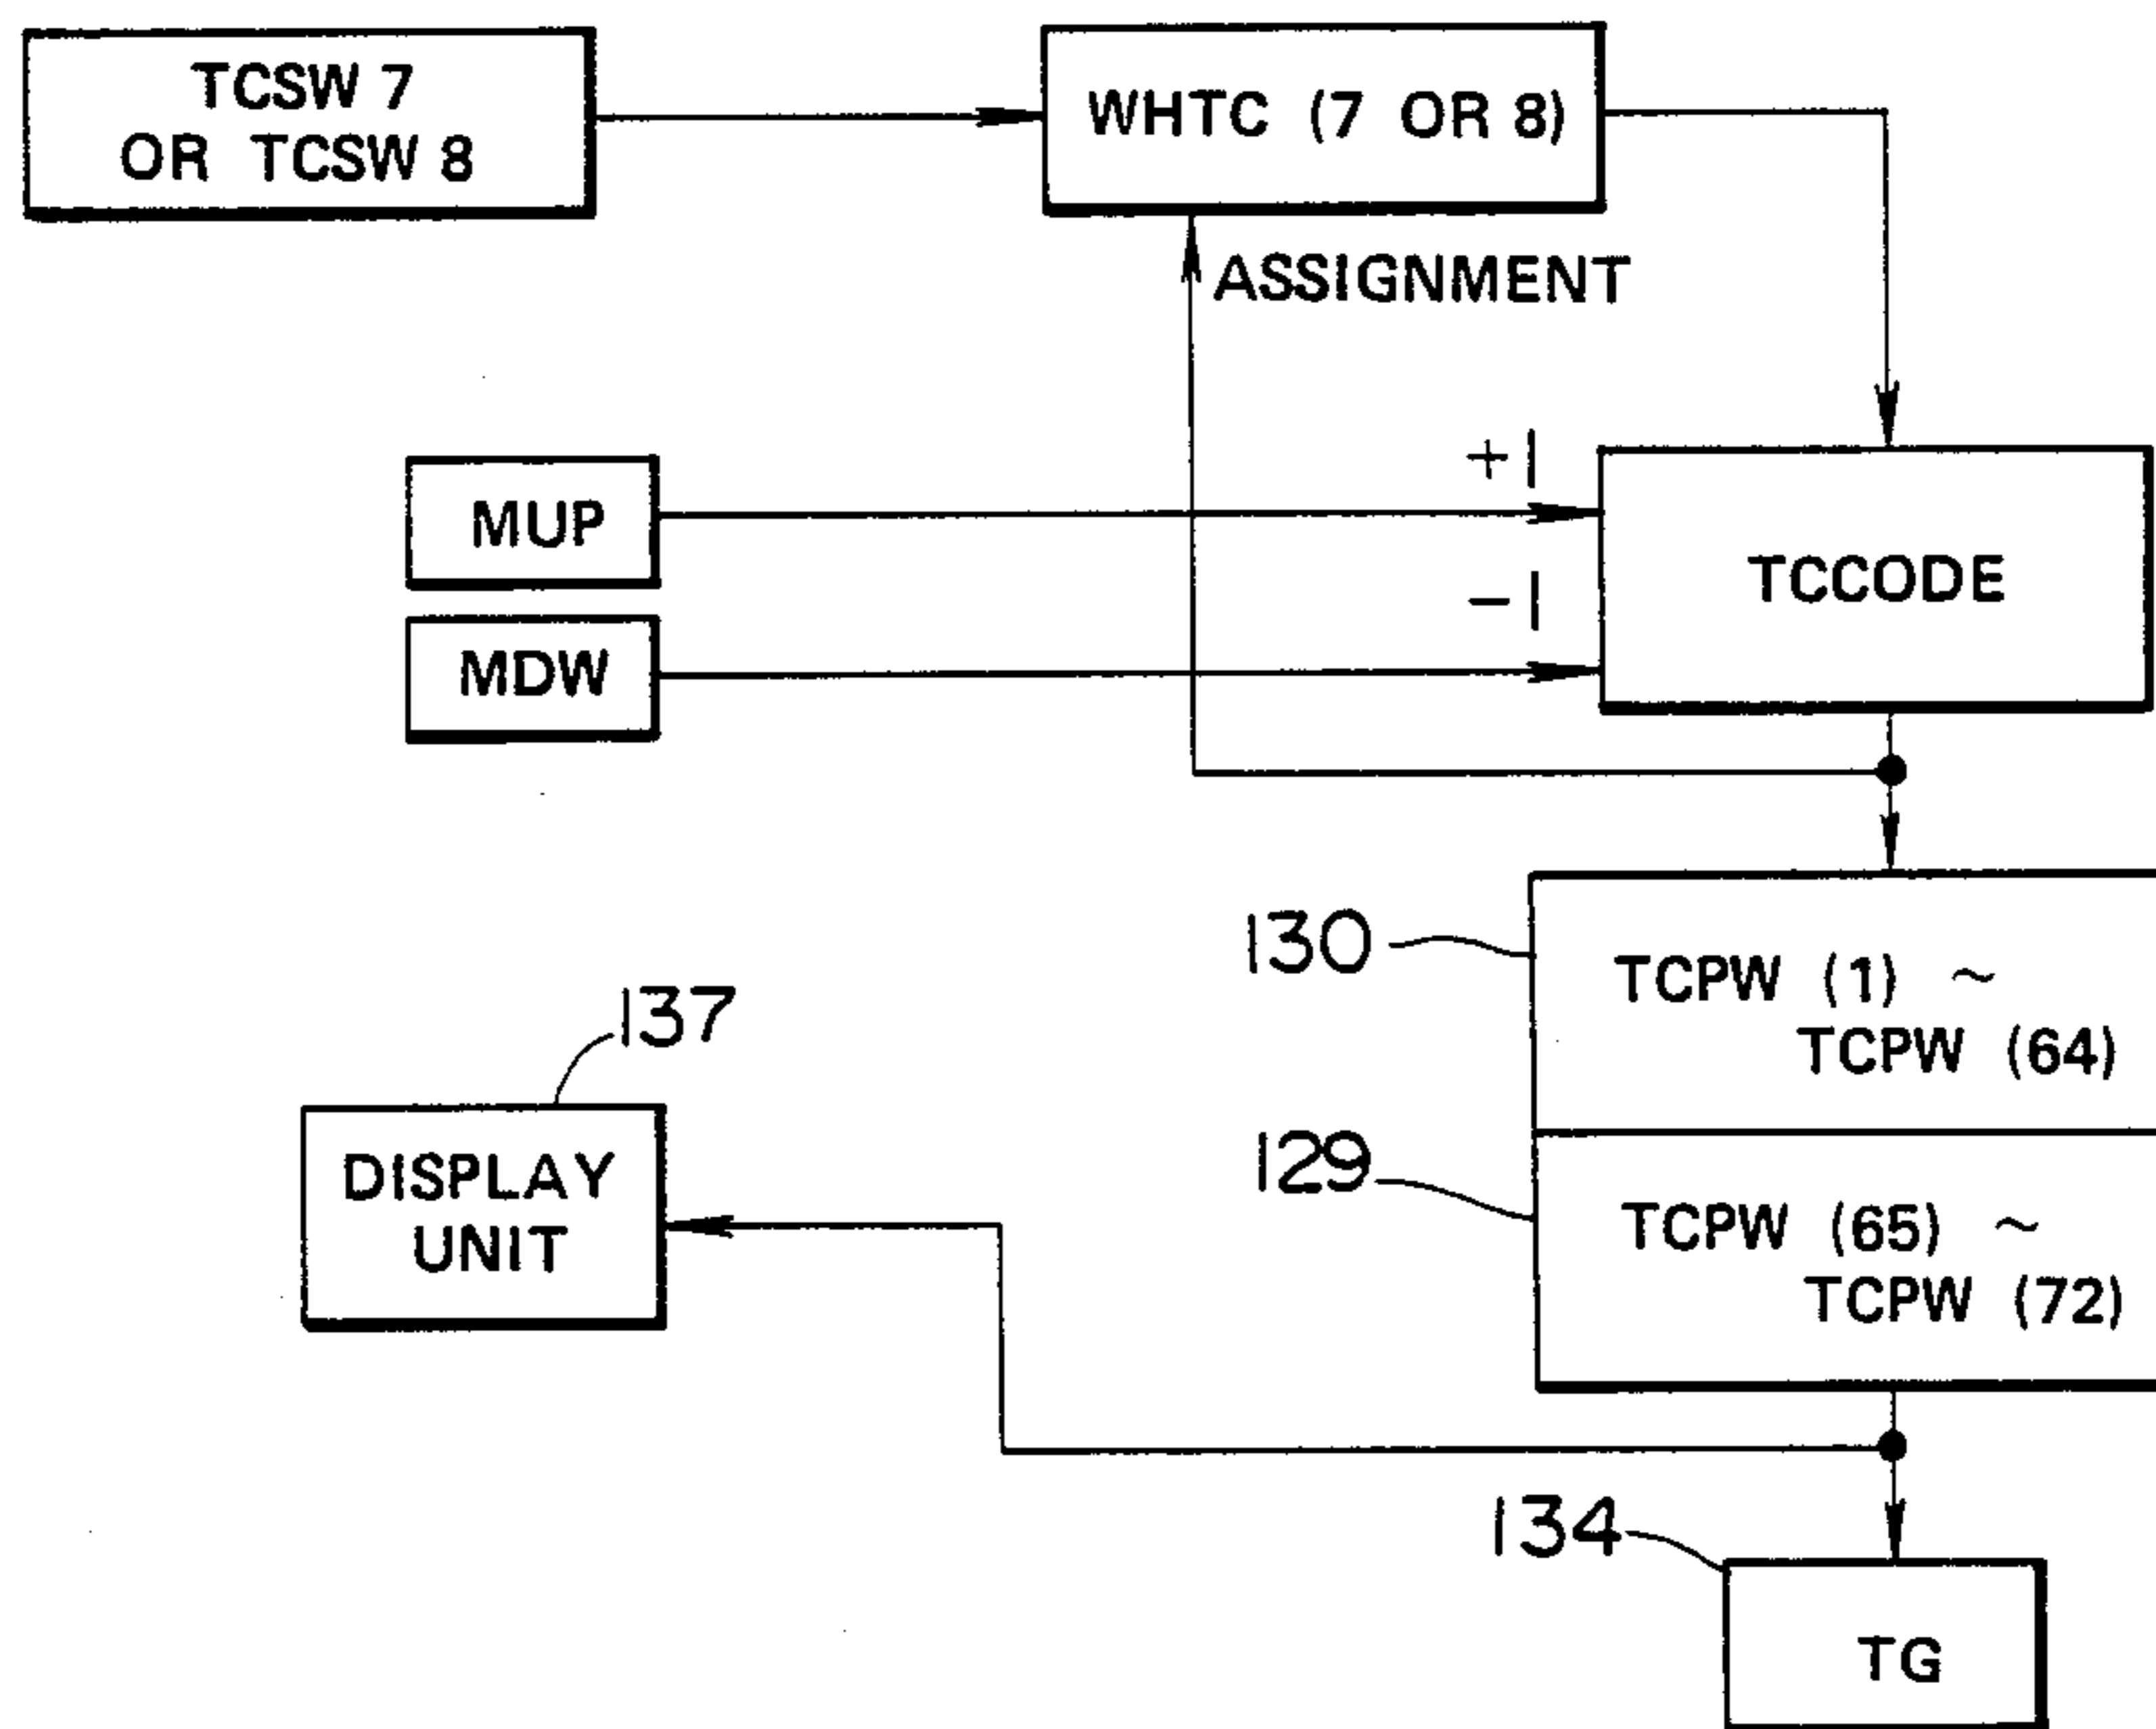 TCSW 7
OR TCSW 8
WHTC (7 OR 8)
ASSIGNMENT
+1
MUP
TCCODE
-1
MDW
130
TCPW (1) ~
TCPW (64)
137
129
DISPLAY
UNIT
TCPW (65) ~
TCPW (72)
134
TG